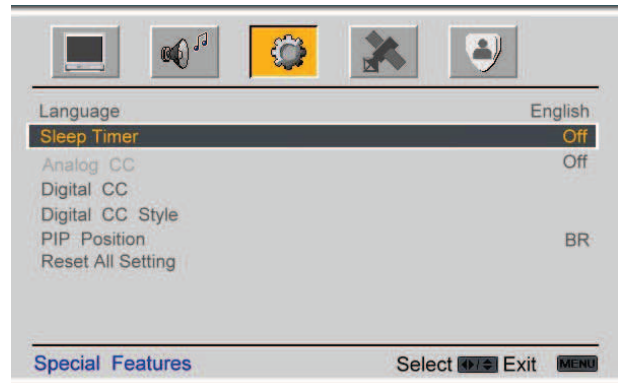 Language English
Sleep Timer Off
Analog CC Off
Digital CC
Digital CC Style
PIP Position BR
Reset All Setting
Special Features Select Exit MENU